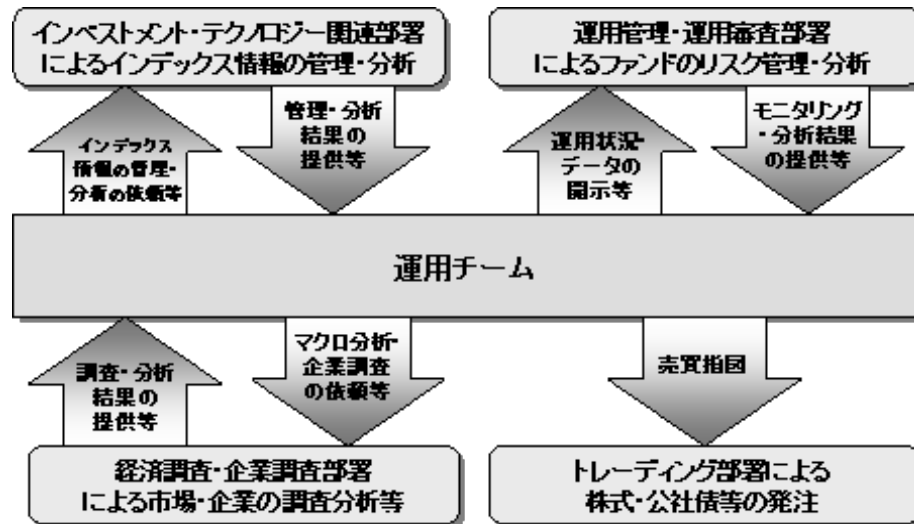 インベストメント・テクノロジー関連部署
によるインデックス情報の管理・分析
運用管理・運用審査部署
によるファンドのリスク管理・分析
インデックス
情報の管理・
分析の依頼等
管理・分析
結果の
提供等
運用状況・
データの
開示等
モニタリング
・分析結果
の提供等
運用チーム
調査・分析
結果の
提供等
マクロ分析・
企業調査
の依頼等
売買指図
経済調査・企業調査部署
による市場・企業の調査分析等
トレーディング部署による
株式・公社債等の発注